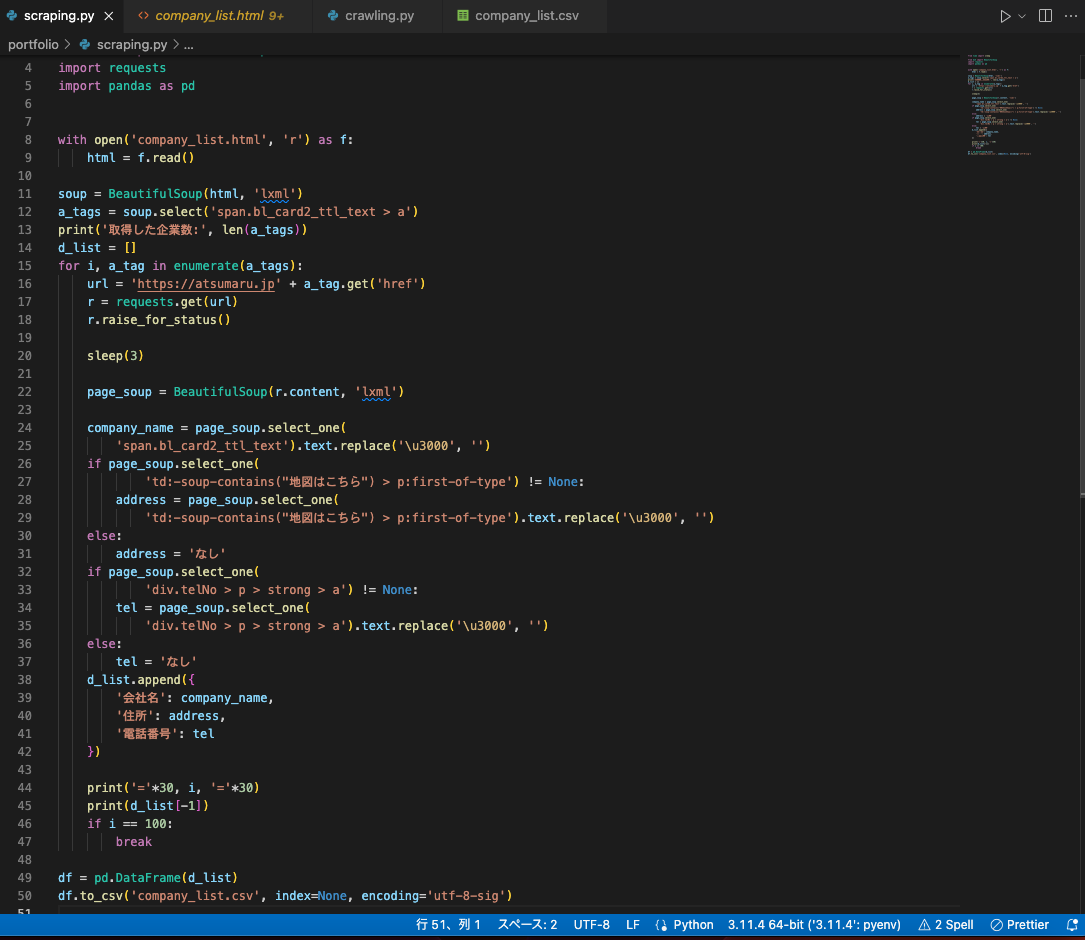 scraping.py
company_list.html 9+
crawling.py
company_list.csv
portfolio > scraping.py > ...
4 import requests
5 import pandas as pd
6
7
8 with open('company_list.html', 'r') as f:
9     html = f.read()
10
11 soup = BeautifulSoup(html, 'lxml')
12 a_tags = soup.select('span.bl_card2_ttl_text > a')
13 print('取得した企業数:', len(a_tags))
14 d_list = []
15 for i, a_tag in enumerate(a_tags):
16     url = 'https://atsumaru.jp' + a_tag.get('href')
17     r = requests.get(url)
18     r.raise_for_status()
19
20     sleep(3)
21
22     page_soup = BeautifulSoup(r.content, 'lxml')
23
24     company_name = page_soup.select_one(
25         'span.bl_card2_ttl_text').text.replace('\u3000', '')
26     if page_soup.select_one(
27             'td:-soup-contains("地図はこちら") > p:first-of-type') != None:
28         address = page_soup.select_one(
29             'td:-soup-contains("地図はこちら") > p:first-of-type').text.replace('\u3000', '')
30     else:
31         address = 'なし'
32     if page_soup.select_one(
33             'div.telNo > p > strong > a') != None:
34         tel = page_soup.select_one(
35             'div.telNo > p > strong > a').text.replace('\u3000', '')
36     else:
37         tel = 'なし'
38     d_list.append({
39         '会社名': company_name,
40         '住所': address,
41         '電話番号': tel
42     })
43
44     print('='*30, i, '='*30)
45     print(d_list[-1])
46     if i == 100:
47         break
48
49 df = pd.DataFrame(d_list)
50 df.to_csv('company_list.csv', index=None, encoding='utf-8-sig')
51
行 51、列 1 スペース: 2 UTF-8 LF Python 3.11.4 64-bit ('3.11.4': pyenv) 2 Spell Prettier